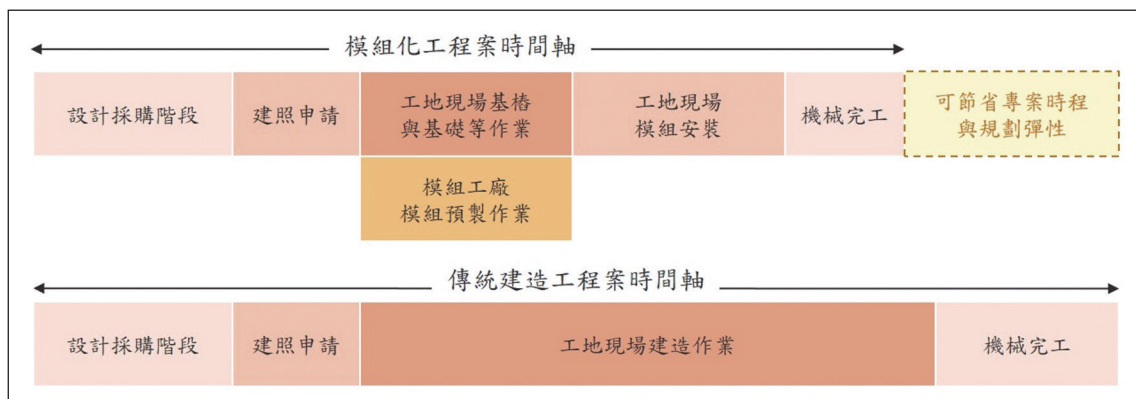 模組化工程案時間軸
設計採購階段
建照申請
工地現場基樁
與基礎等作業
工地現場
模組安裝
機械完工
可節省專案時程
與規劃彈性
模組工廠
模組預製作業
傳統建造工程案時間軸
設計採購階段
建照申請
工地現場建造作業
機械完工